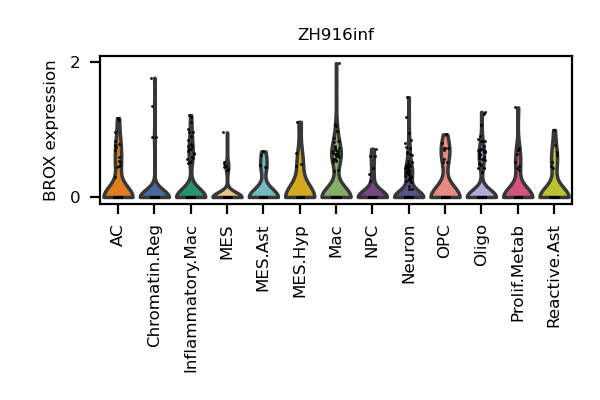 ZH916inf
BROX expression
2
0
AC
Chromatin.Reg
Inflammatory.Mac
MES
MES.Ast
MES.Hyp
Mac
NPC
Neuron
OPC
Oligo
Prolif.Metab
Reactive.Ast